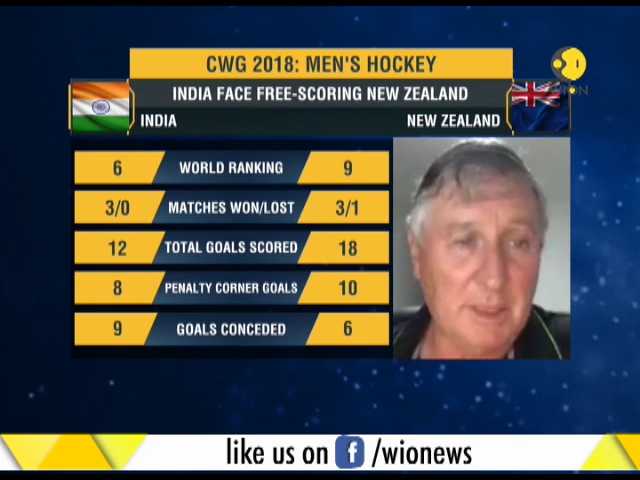 CWG 2018: MEN'S HOCKEY
WION
INDIA FACE FREE-SCORING NEW ZEALAND
INDIA NEW ZEALAND
6 WORLD RANKING 9
3/0 MATCHES WON/LOST 3/1
12 TOTAL GOALS SCORED 18
8 PENALTY CORNER GOALS 10
9 GOALS CONCEDED 6
like us on f /wionews